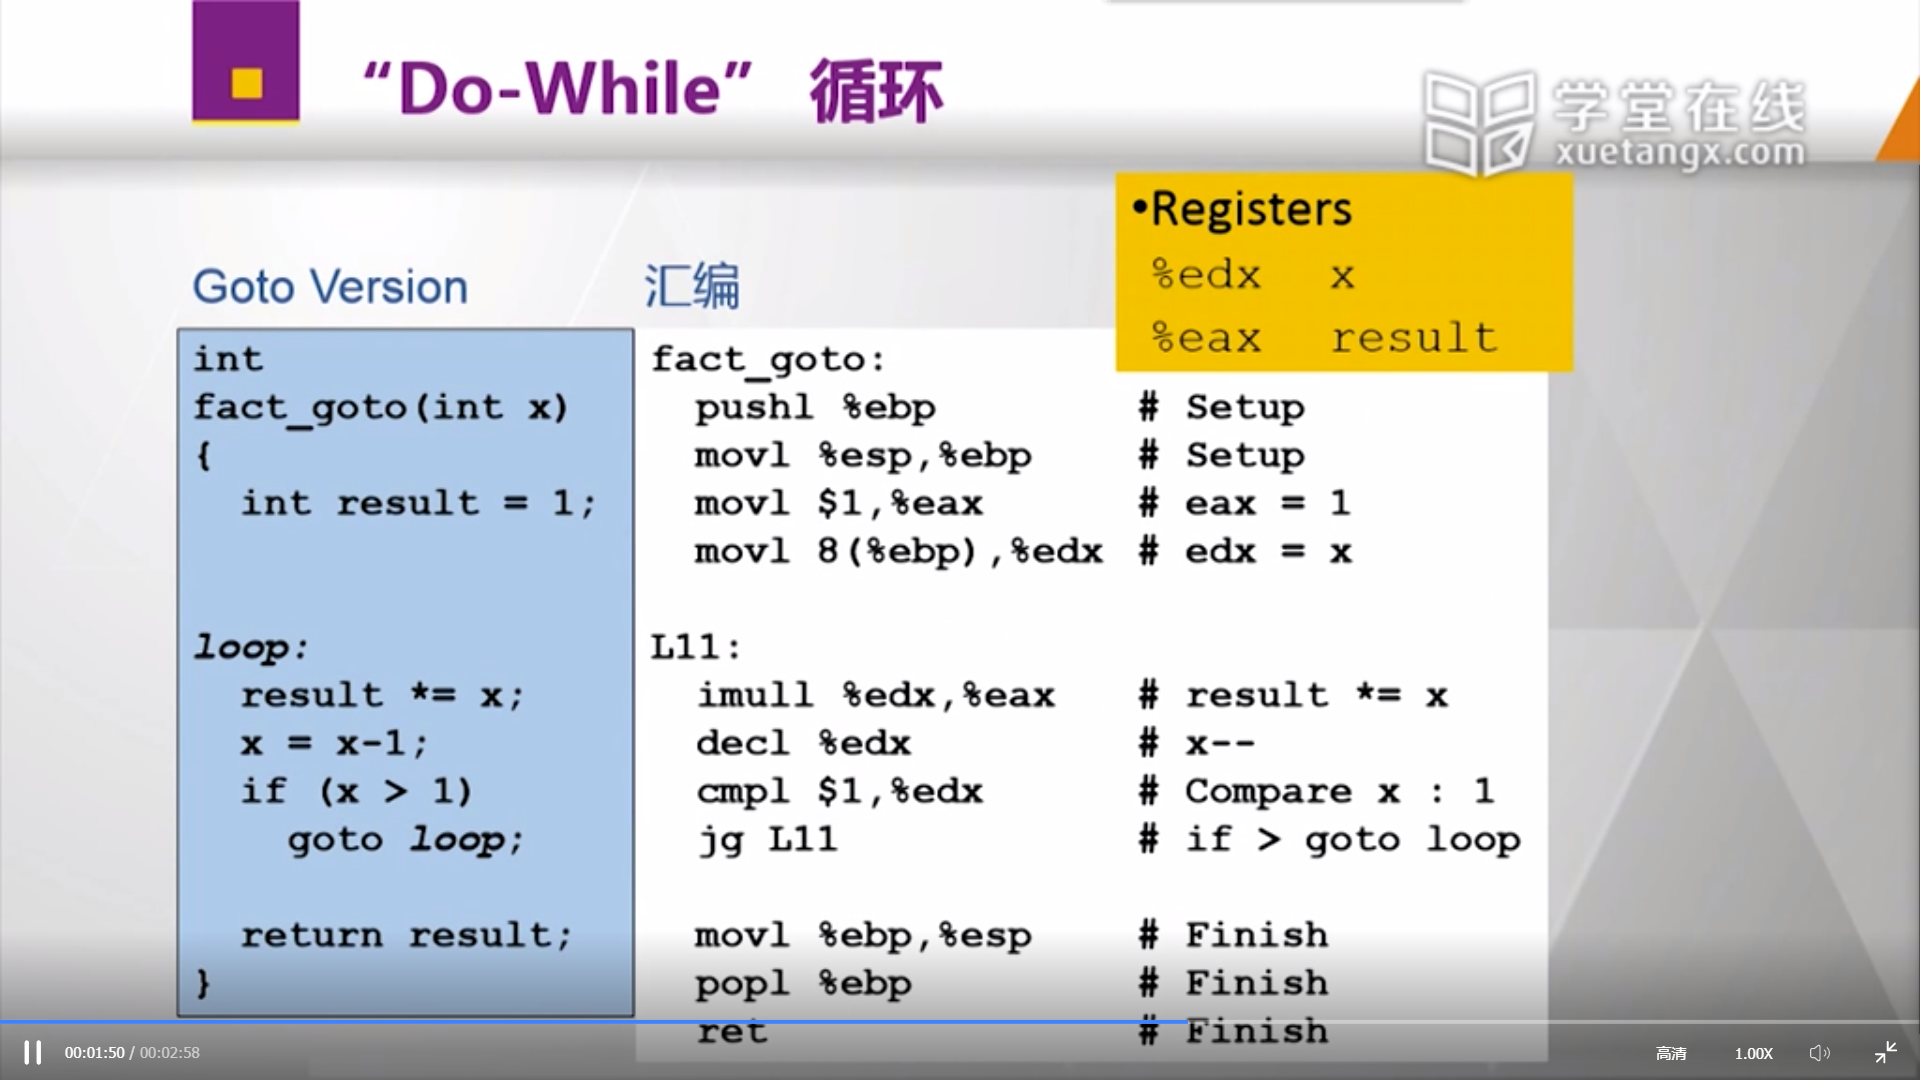 “Do-While” 循环
学堂在线
xuetangx.com
•Registers
%edx x
%eax result
Goto Version
int
fact_goto(int x)
{
int result = 1;
loop:
result *= x;
x = x-1;
if (x > 1)
goto loop;
return result;
}
汇编
fact_goto:
pushl %ebp # Setup
movl %esp,%ebp # Setup
movl $1,%eax # eax = 1
movl 8(%ebp),%edx # edx = x
L11:
imull %edx,%eax # result *= x
decl %edx # x--
cmpl $1,%edx # Compare x : 1
jg L11 # if > goto loop
movl %ebp,%esp # Finish
popl %ebp # Finish
ret # Finish
00:01:50 / 00:02:58
高清
1.00X